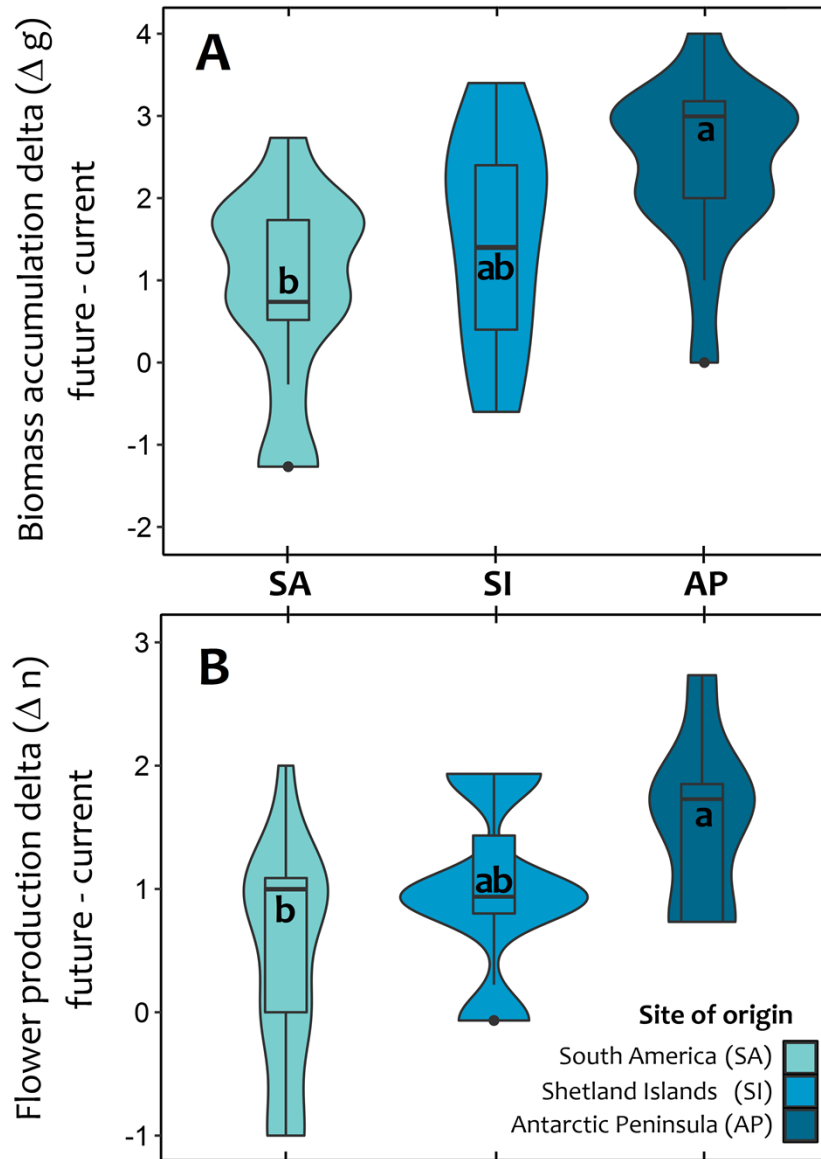 A
Biomass accumulation delta (Δ g)
future - current
4
3
2
1
0
-1
-2
b
ab
a
SA SI AP
B
Flower production delta (Δ n)
future - current
3
2
1
0
-1
b
ab
a
Site of origin
South America (SA)
Shetland Islands (SI)
Antarctic Peninsula (AP)